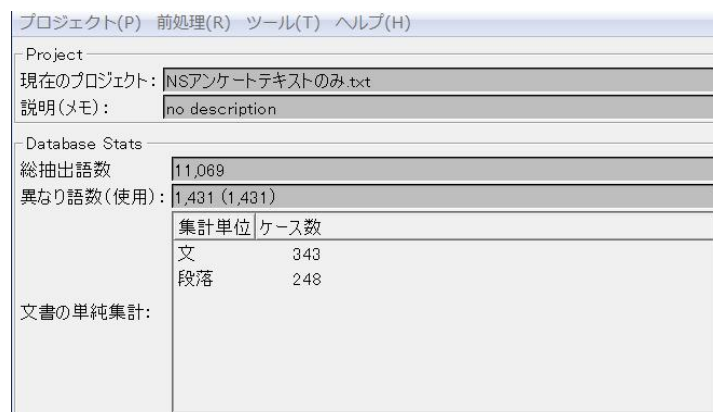 プロジェクト(P) 前処理(R) ツール(T) ヘルプ(H)
Project
現在のプロジェクト: NSアンケートテキストのみ.txt
説明(メモ): no description
Database Stats
総抽出語数 11,069
異なり語数(使用): 1,431 (1,431)
集計単位 ケース数
文 343
段落 248
文書の単純集計: